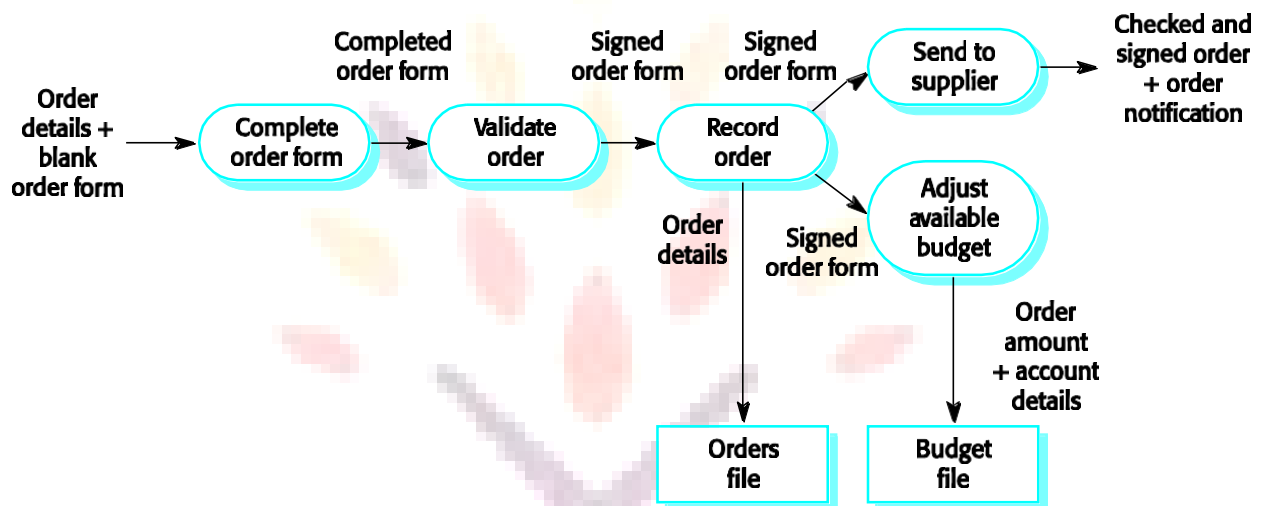 Order
details +
blank
order form
Complete
order form
Completed
order form
Validate
order
Signed
order form
Record
order
Signed
order form
Send to
supplier
Checked and
signed order
+ order
notification
Order
details
Signed
order form
Adjust
available
budget
Order
amount
+ account
details
Orders
file
Budget
file